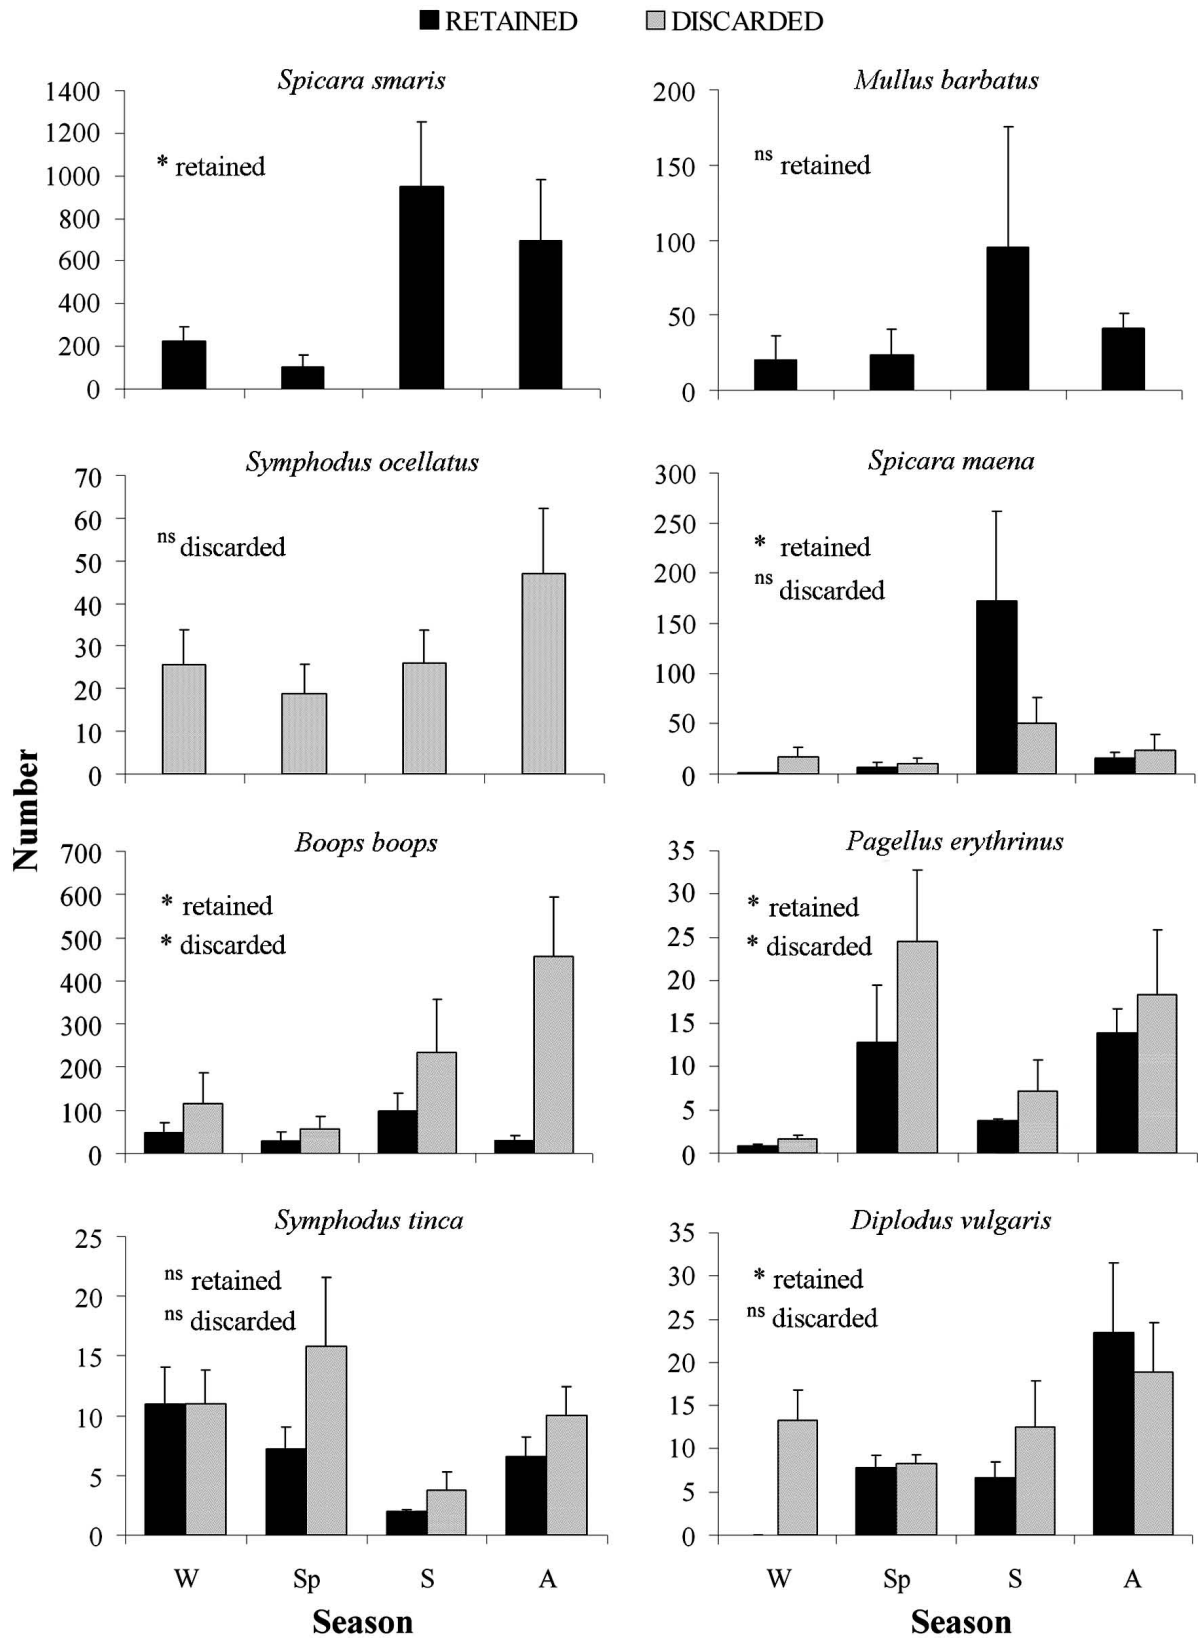 RETAINED DISCARDED
Spicara smaris
1400
1200
1000
800
600
400
200
0
* retained
Mullus barbatus
200
150
100
50
0
ns retained
Symphodus ocellatus
70
60
50
40
30
20
10
0
ns discarded
Spicara maena
300
250
200
150
100
50
0
* retained
ns discarded
Number
Boops boops
700
600
500
400
300
200
100
0
* retained
* discarded
Pagellus erythrinus
35
30
25
20
15
10
5
0
* retained
* discarded
Symphodus tinca
25
20
15
10
5
0
ns retained
ns discarded
W Sp S A
Season
Diplodus vulgaris
35
30
25
20
15
10
5
0
* retained
ns discarded
W Sp S A
Season